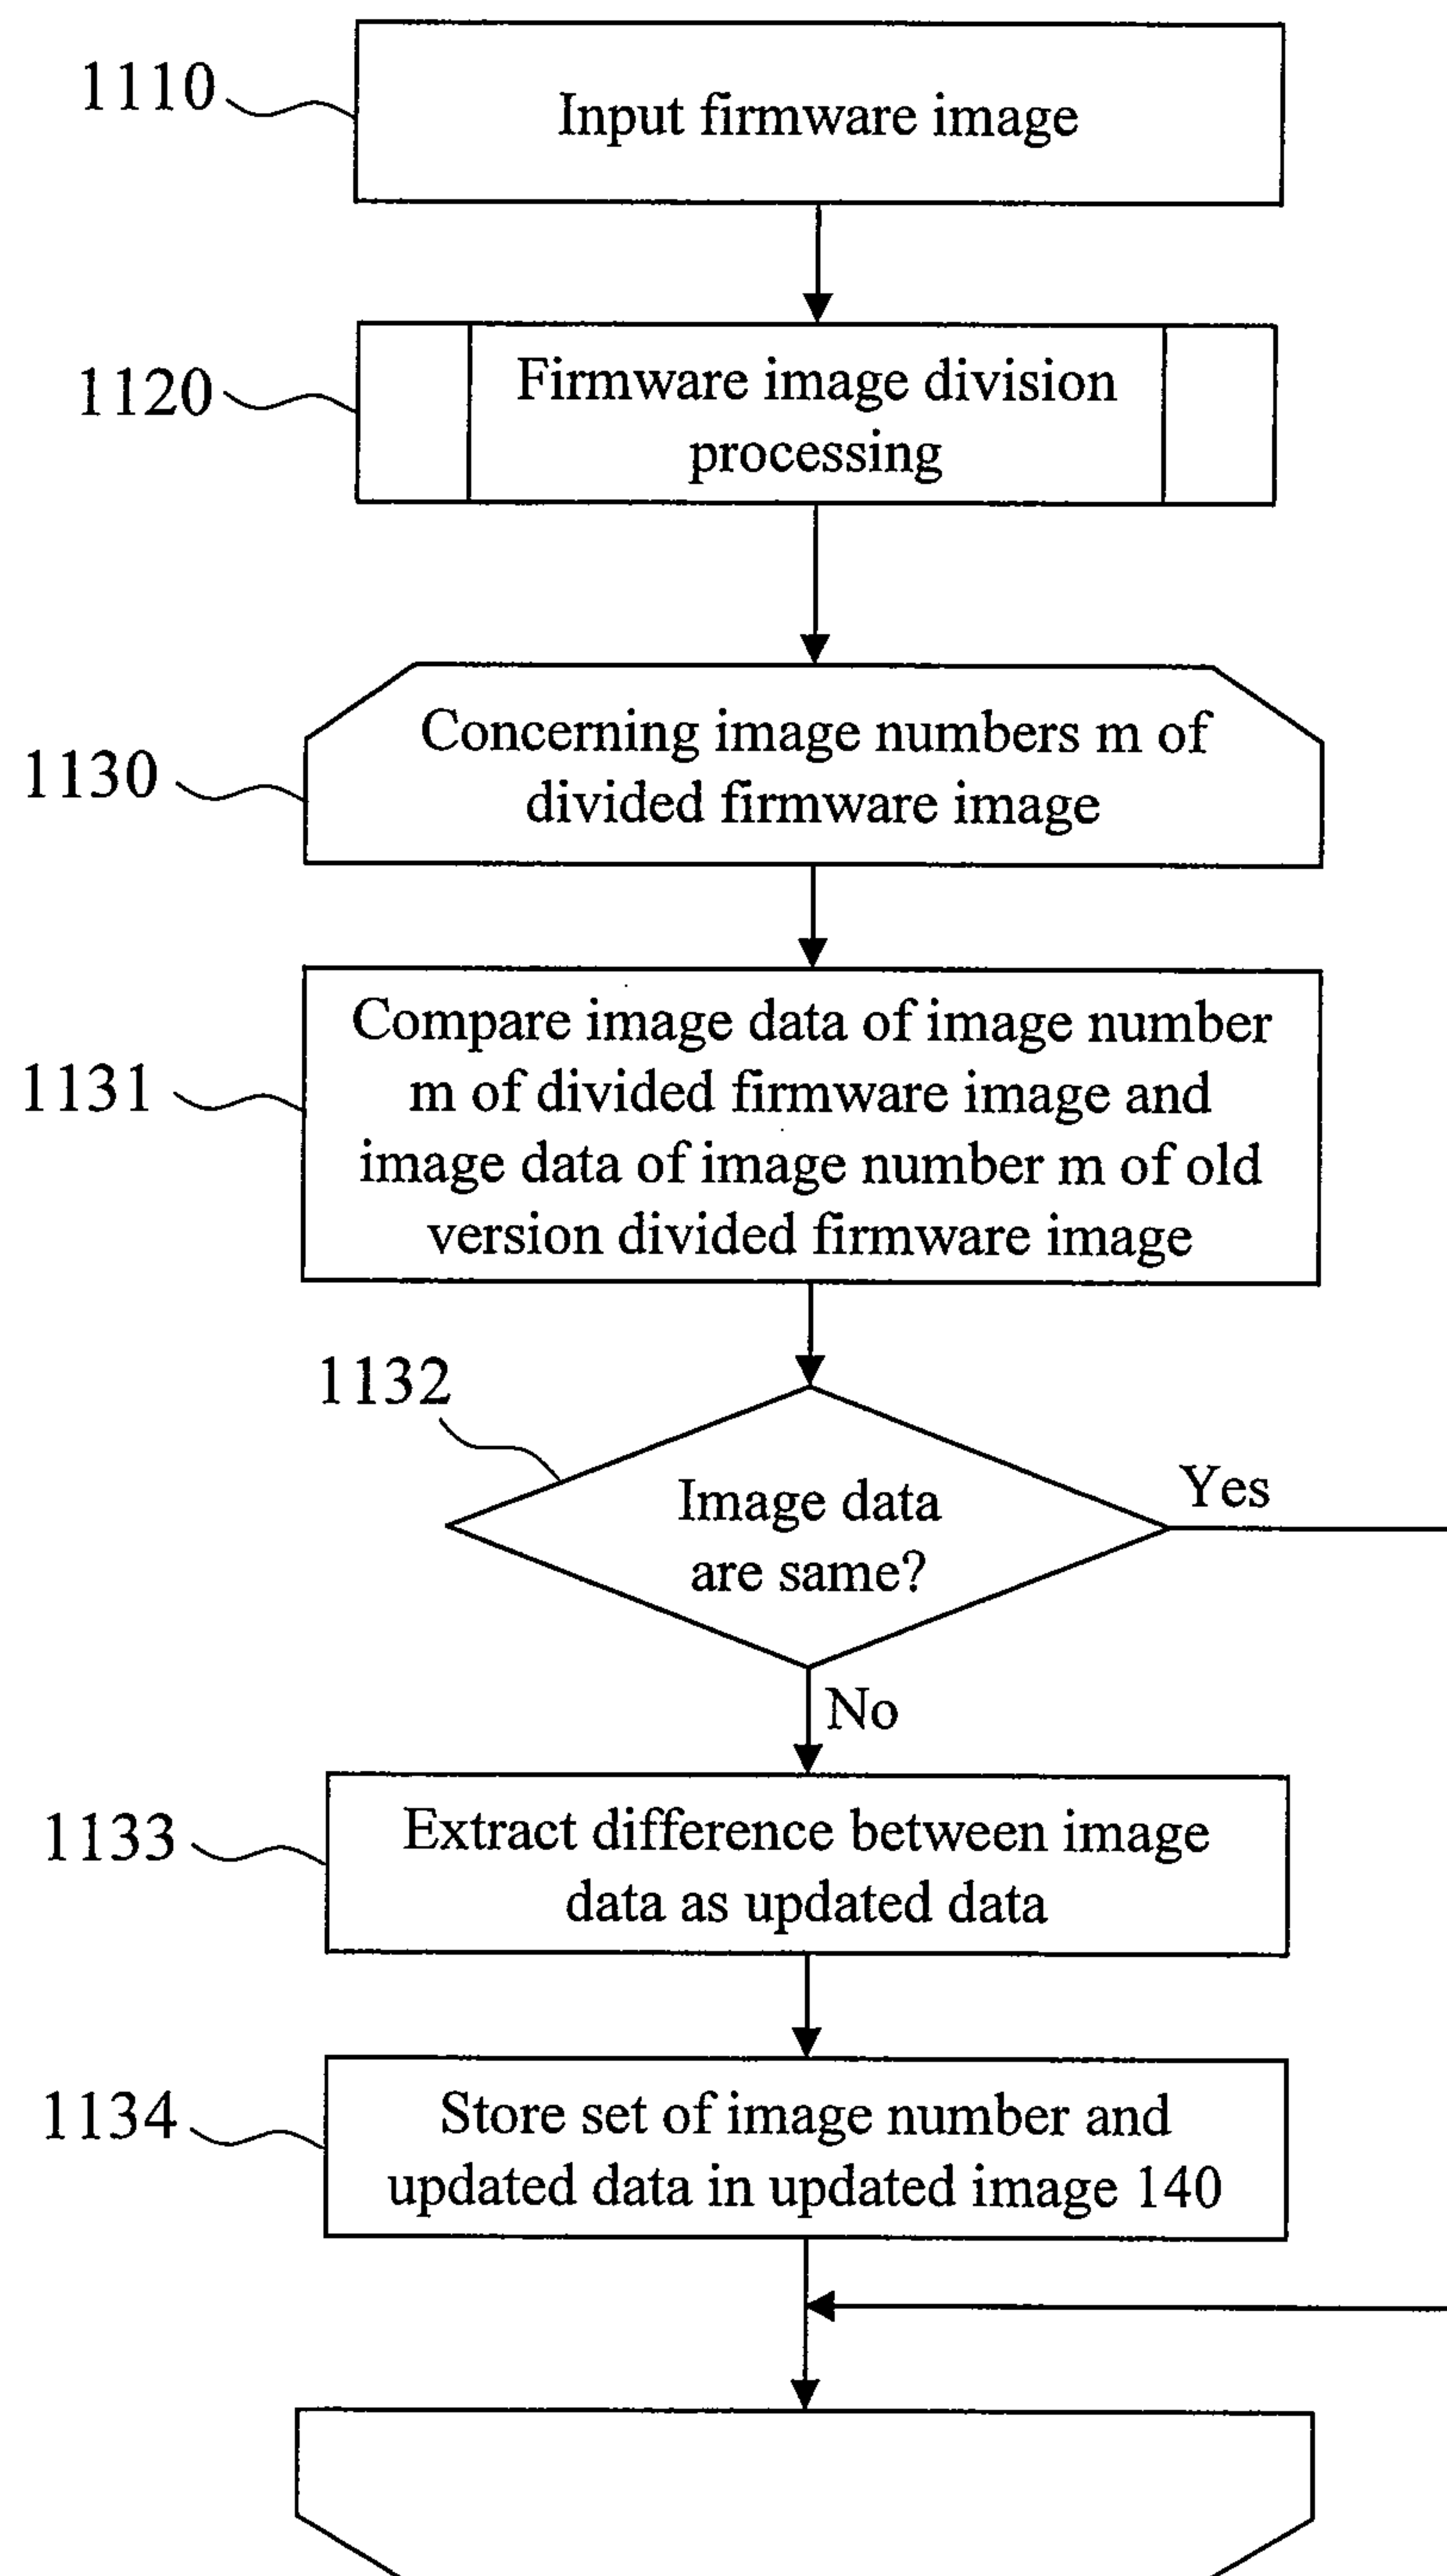 1110
Input firmware image
1120
Firmware image division
processing
1130
Concerning image numbers m of
divided firmware image
1131
Compare image data of image number
m of divided firmware image and
image data of image number m of old
version divided firmware image
1132
Image data
are same?
Yes
No
1133
Extract difference between image
data as updated data
1134
Store set of image number and
updated data in updated image 140